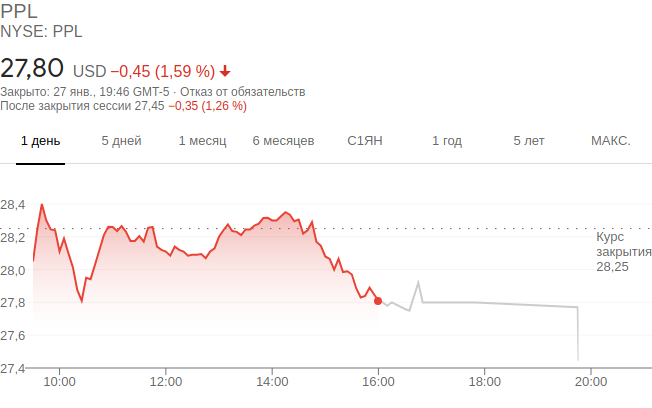 PPL
NYSE: PPL
27,80 USD −0,45 (1,59 %)
Закрыто: 27 янв., 19:46 GMT-5 · Отказ от обязательств
После закрытия сессии 27,45 −0,35 (1,26 %)
1 день 5 дней 1 месяц 6 месяцев С1ЯН 1 год 5 лет МАКС.
28,4
28,2
Курс
закрытия
28,25
28,0
27,8
27,6
27,4
10:00 12:00 14:00 16:00 18:00 20:00